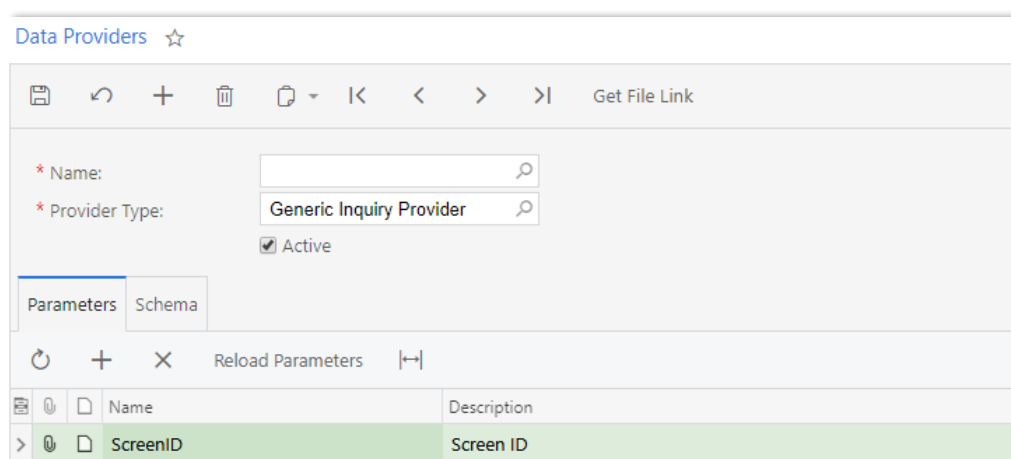 Data Providers
Get File Link
* Name:
* Provider Type: Generic Inquiry Provider
Active
Parameters Schema
Reload Parameters
Name Description
ScreenID Screen ID